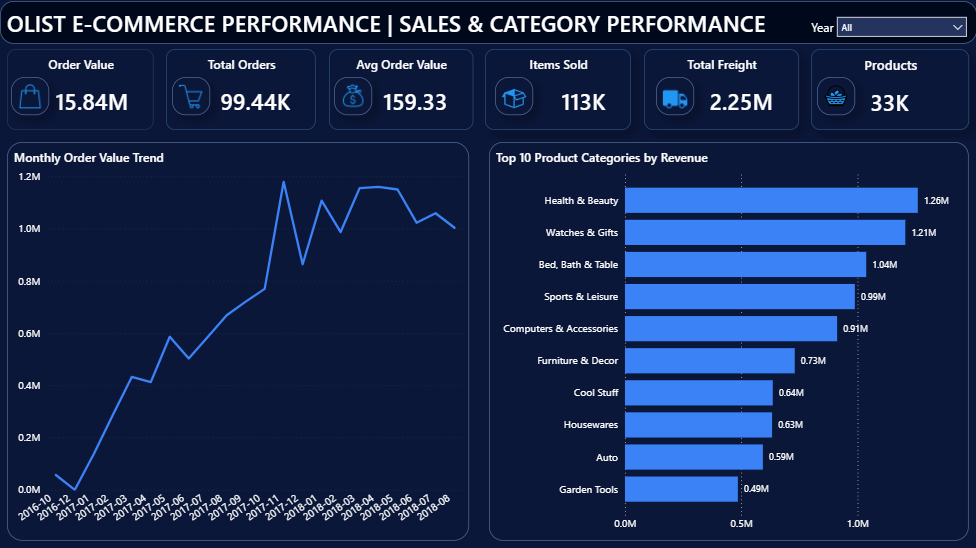 OLIST E-COMMERCE PERFORMANCE | SALES & CATEGORY PERFORMANCE
Year All
Order Value
15.84M
Total Orders
99.44K
Avg Order Value
159.33
Items Sold
113K
Total Freight
2.25M
Products
33K
Monthly Order Value Trend
1.2M
1.0M
0.8M
0.6M
0.4M
0.2M
0.0M
2016-10
2016-12
2017-01
2017-02
2017-03
2017-04
2017-05
2017-06
2017-07
2017-08
2017-09
2017-10
2017-11
2017-12
2018-01
2018-02
2018-03
2018-04
2018-05
2018-06
2018-07
2018-08
Top 10 Product Categories by Revenue
Health & Beauty 1.26M
Watches & Gifts 1.21M
Bed, Bath & Table 1.04M
Sports & Leisure 0.99M
Computers & Accessories 0.91M
Furniture & Decor 0.73M
Cool Stuff 0.64M
Housewares 0.63M
Auto 0.59M
Garden Tools 0.49M
0.0M 0.5M 1.0M